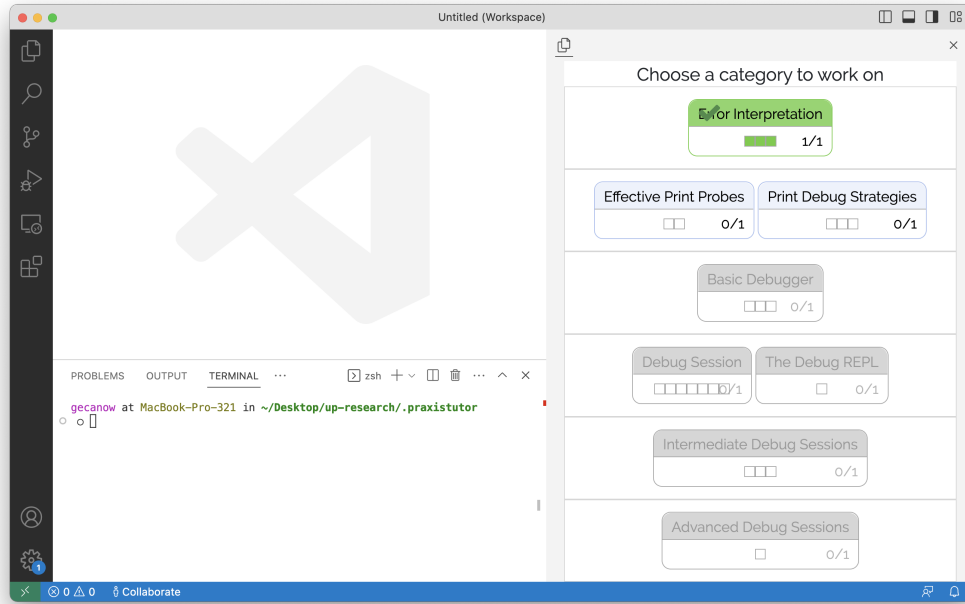 Untitled (Workspace)
Choose a category to work on
Error Interpretation
1/1
Effective Print Probes
0/1
Print Debug Strategies
0/1
Basic Debugger
0/1
Debug Session
0/1
The Debug REPL
0/1
Intermediate Debug Sessions
0/1
Advanced Debug Sessions
0/1
PROBLEMS OUTPUT TERMINAL ··· zsh ···
gecanow at MacBook-Pro-321 in ~/Desktop/up-research/.praxistutor
1
0 0 Collaborate